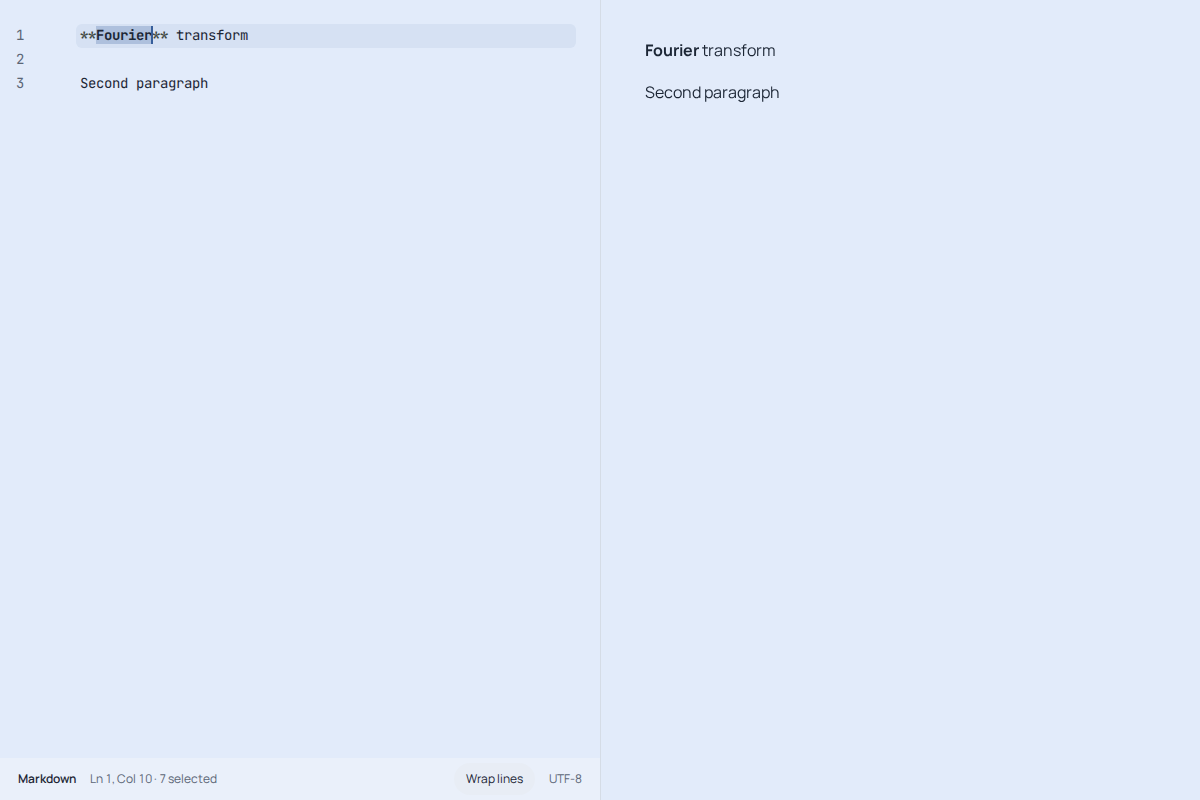 1 **Fourier** transform
2
3 Second paragraph
Fourier transform
Second paragraph
Markdown Ln 1, Col 10 · 7 selected Wrap lines UTF-8